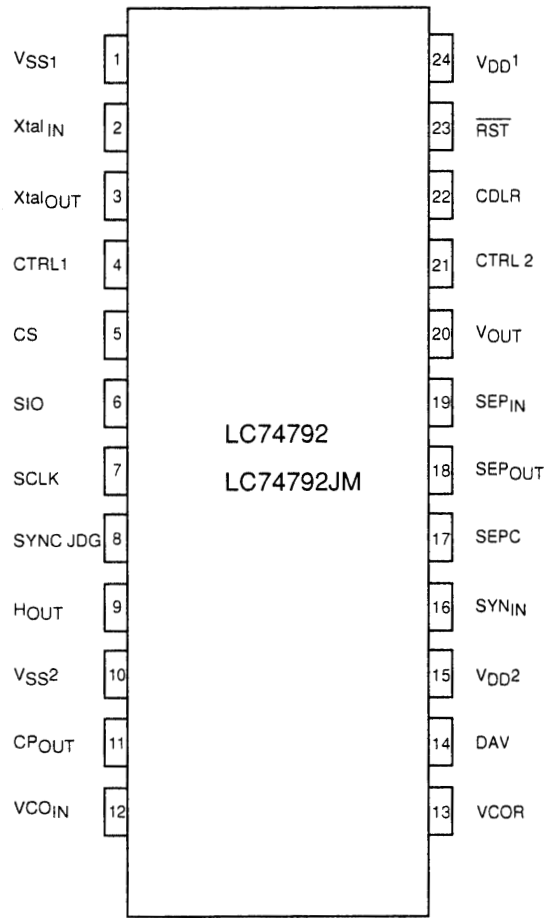 VSS1 1 24 VDD1
XtalIN 2 23 RST
XtalOUT 3 22 CDLR
CTRL1 4 21 CTRL 2
CS 5 20 VOUT
SIO 6 19 SEPIN
LC74792
SCLK 7 18 SEPOUT
LC74792JM
SYNC JDG 8 17 SEPC
HOUT 9 16 SYNIN
VSS2 10 15 VDD2
CPOUT 11 14 DAV
VCOIN 12 13 VCOR